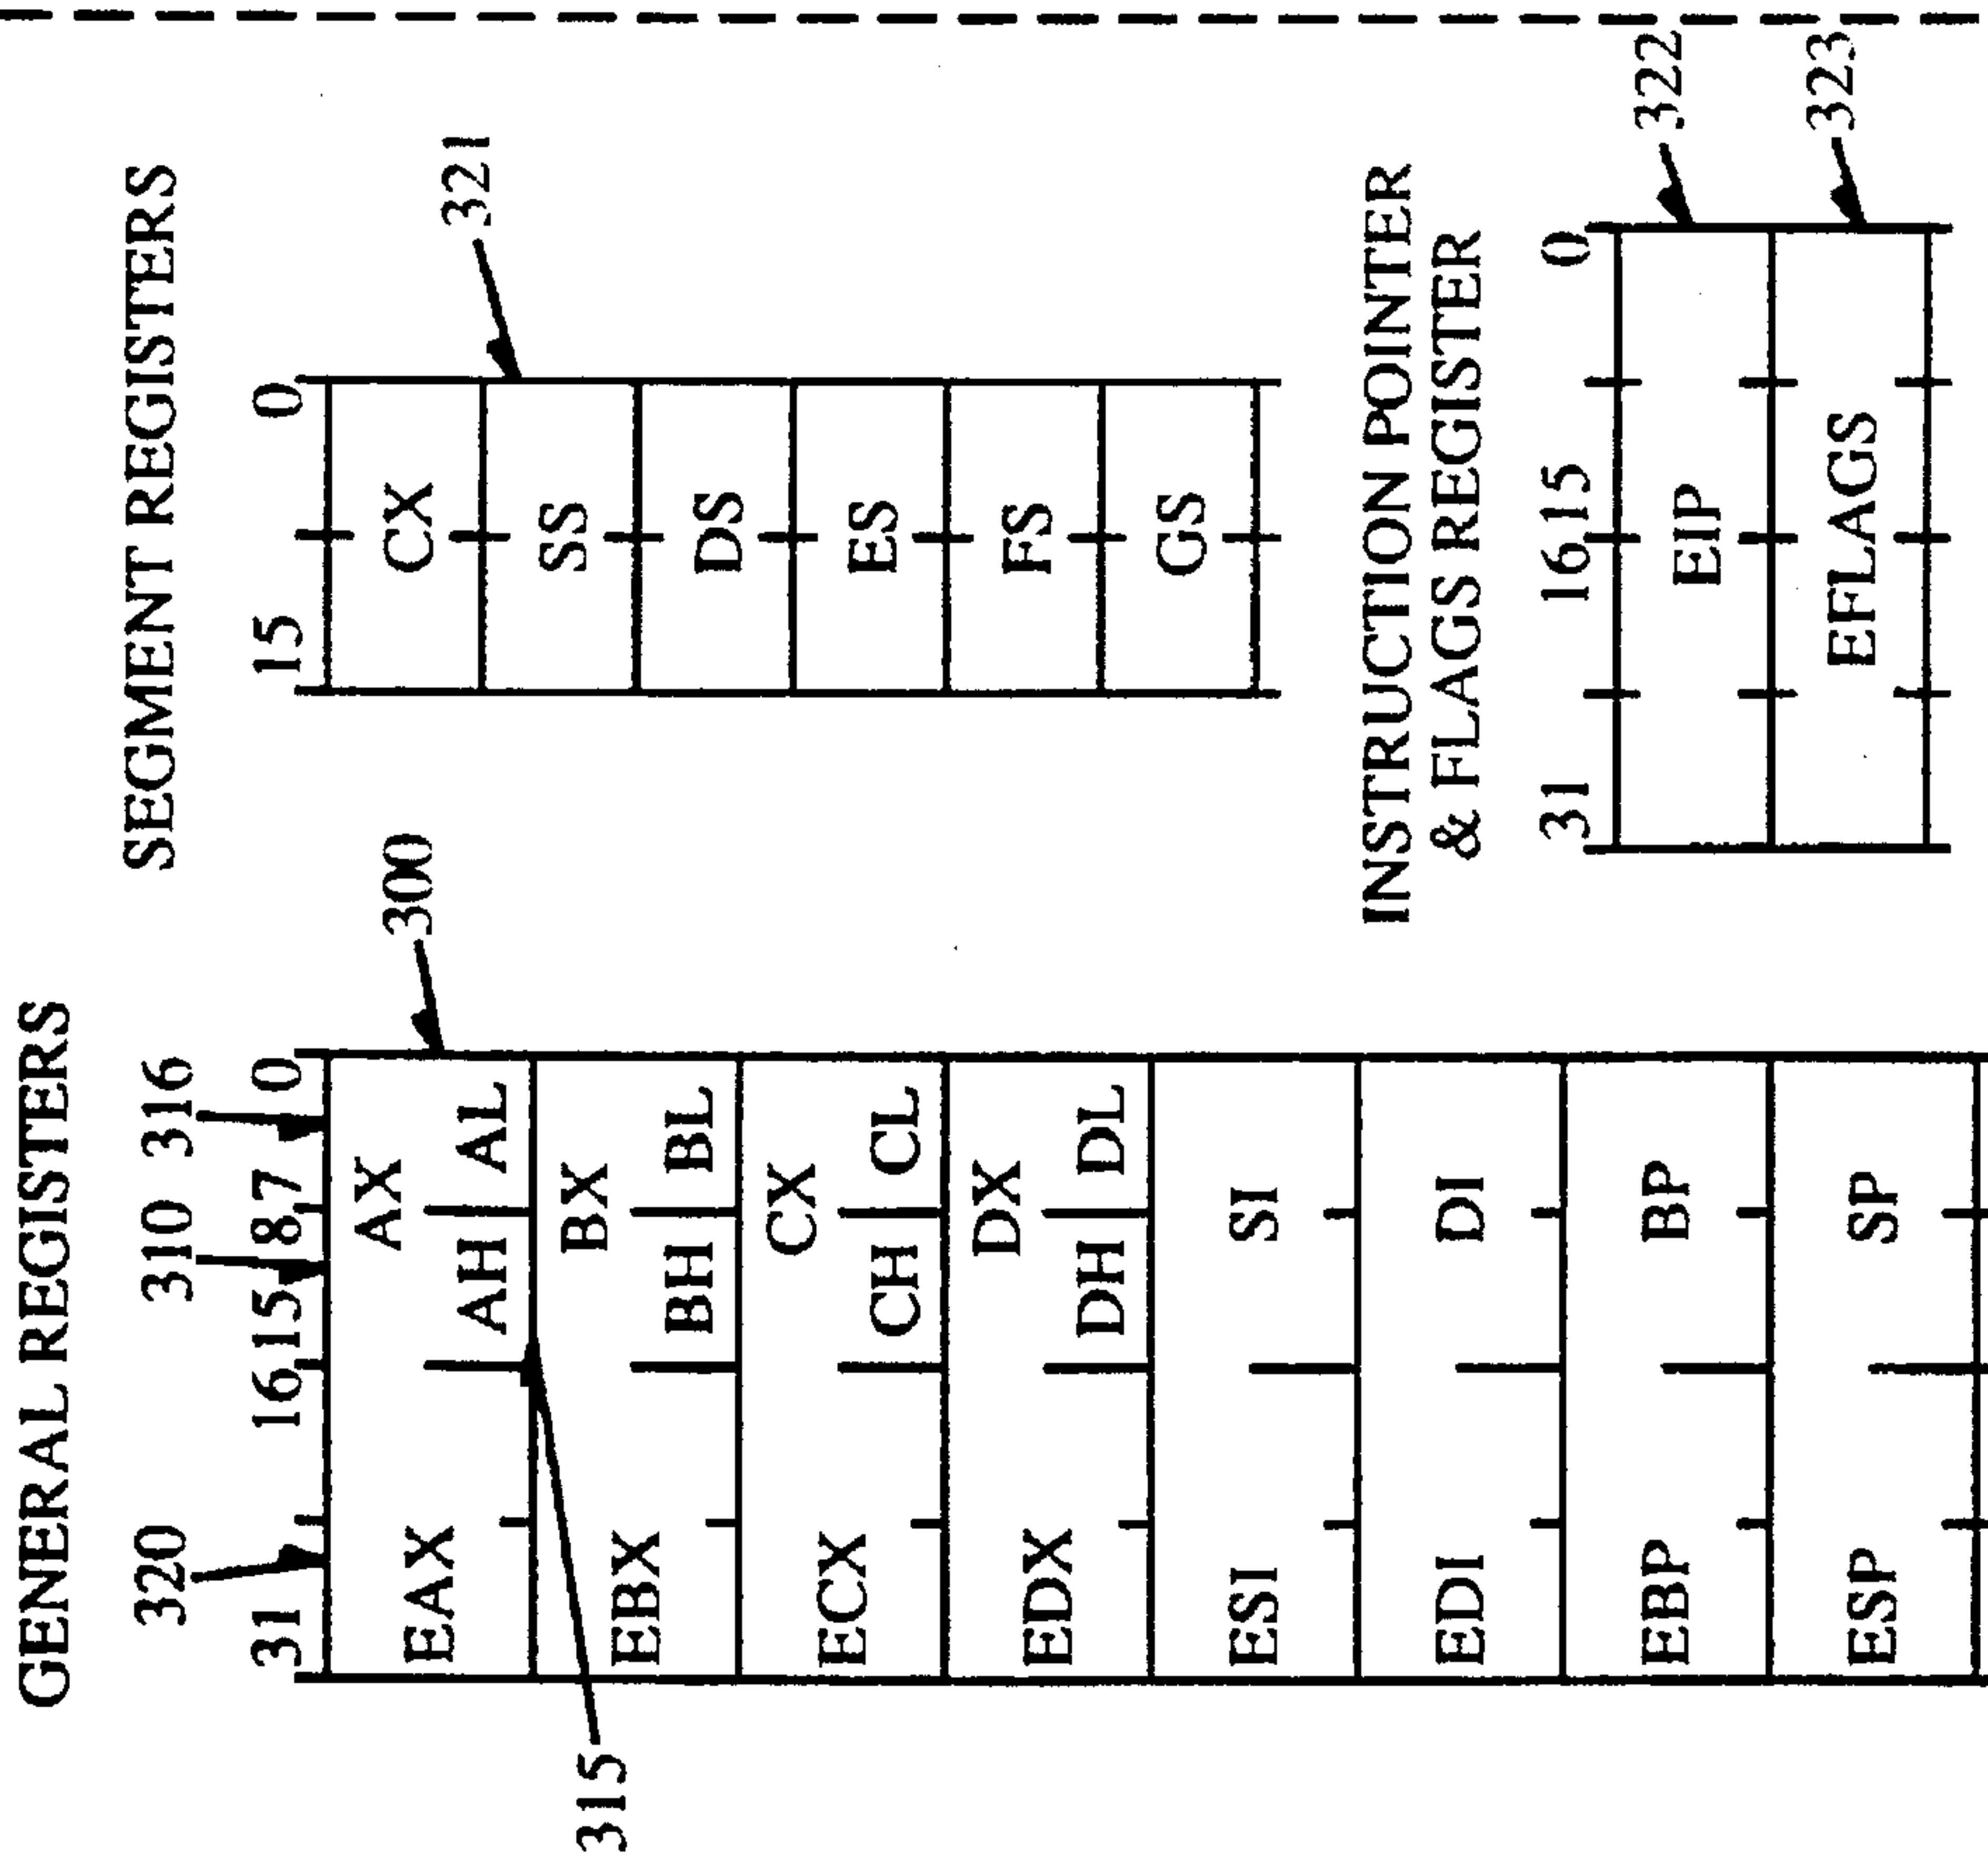 GENERAL REGISTERS
320 310 316
31 16 15 8 7 0
EAX AX
AH AL
300
315
EBX BX
BH BL
ECX CX
CH CL
EDX DX
DH DL
ESI SI
EDI DI
EBP BP
ESP SP
SEGMENT REGISTERS
15 0
CX
321
SS
DS
ES
FS
GS
INSTRUCTION POINTER
& FLAGS REGISTER
31 16 15 0
EIP
322
EFLAGS
323